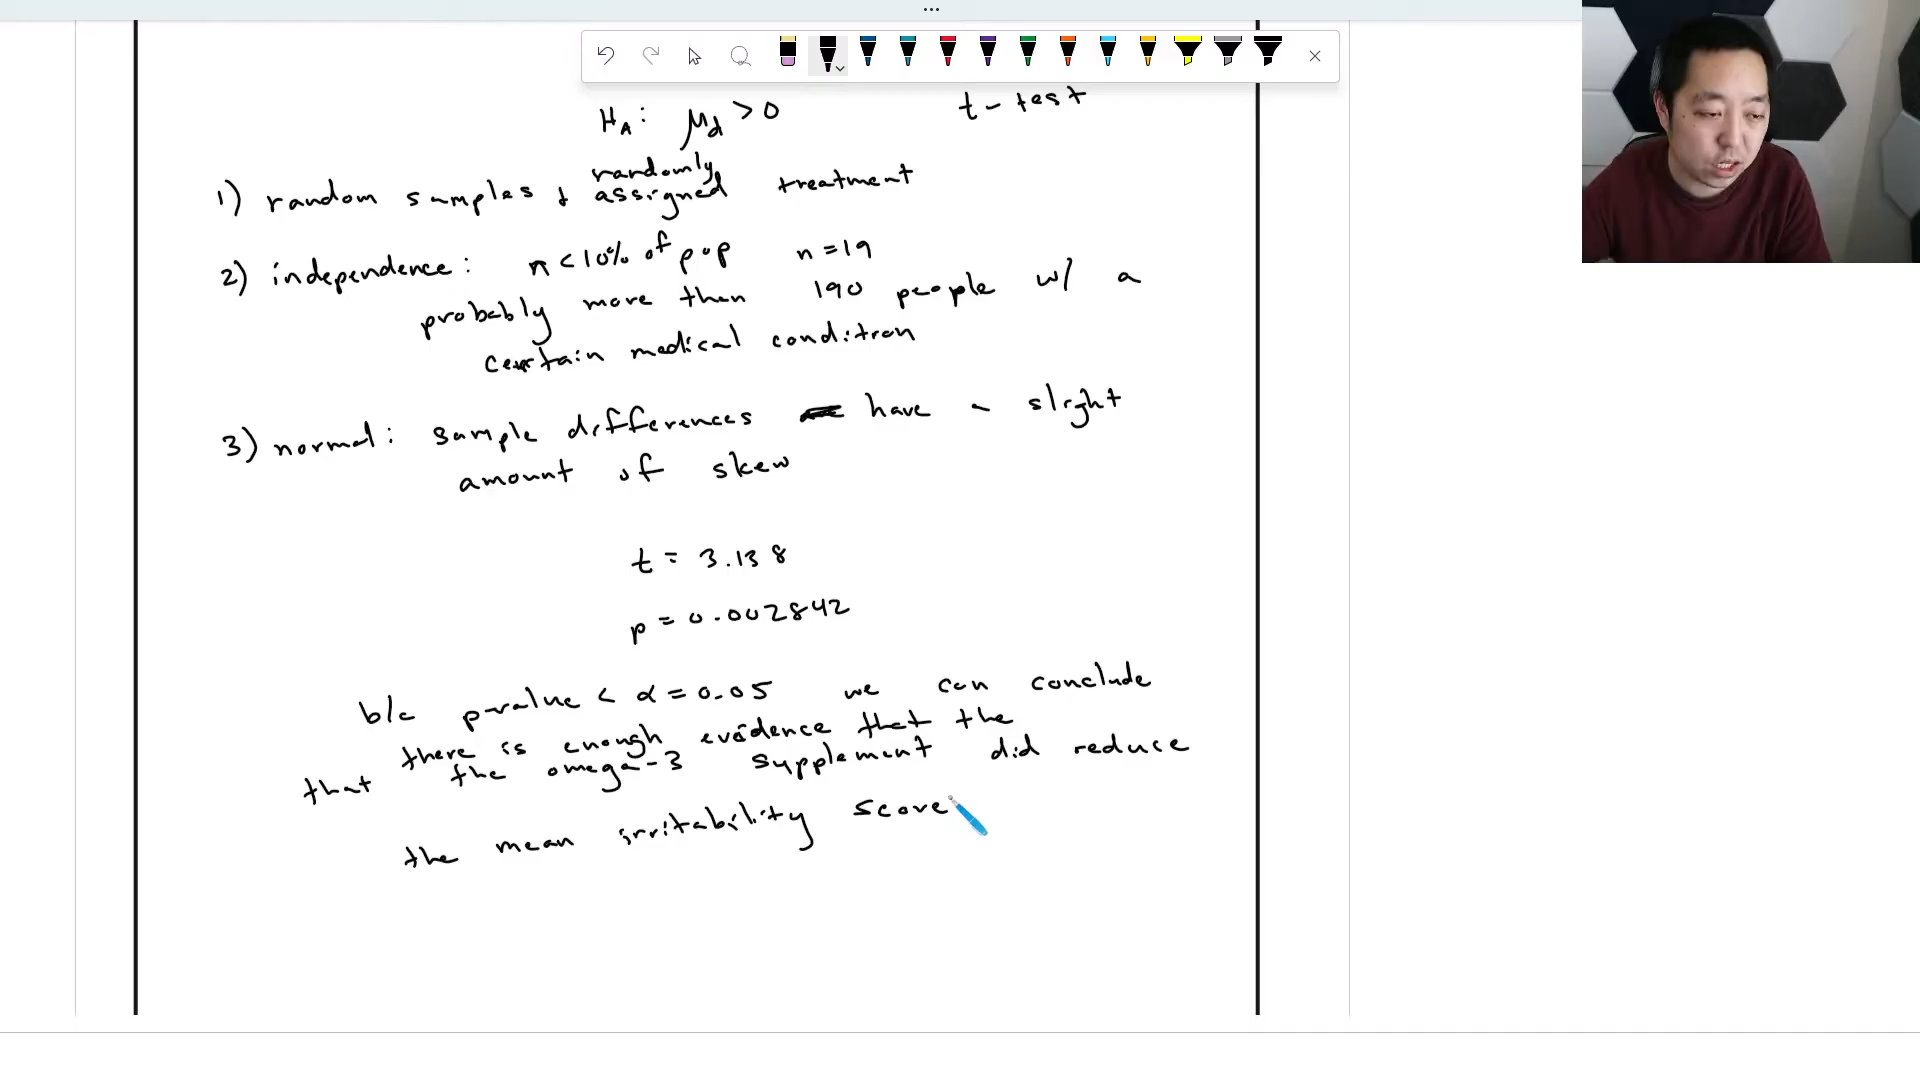 H_A: μ_d > 0 t-test
randomly
1) random samples & assigned treatment
2) independence: n < 10% of pop n = 19
probably more than 190 people w/ a
certain medical condition
3) normal: sample differences have a slight
amount of skew
t = 3.138
p = 0.002842
b/c p-value < α = 0.05 we can conclude
there is enough evidence that the
that the omega-3 supplement did reduce
the mean irritability score